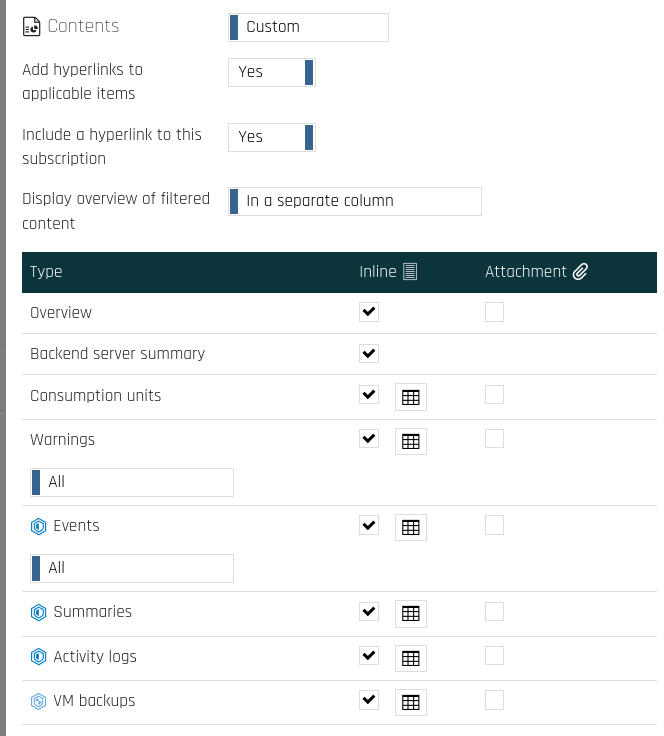 Contents
Custom
Add hyperlinks to
applicable items
Yes
Include a hyperlink to this
subscription
Yes
Display overview of filtered
content
In a separate column
Type Inline Attachment
Overview
Backend server summary
Consumption units
Warnings
All
Events
All
Summaries
Activity logs
VM backups